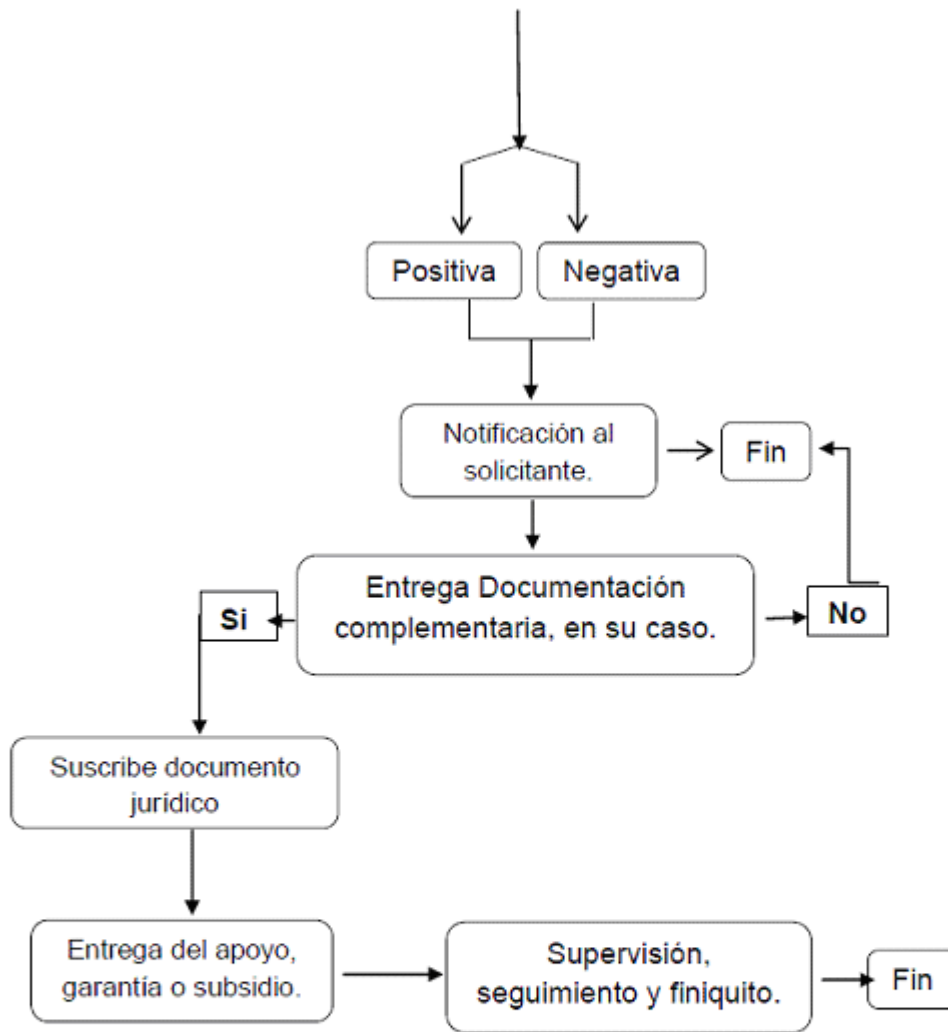 Positiva
Negativa
Notificación al
solicitante.
Fin
Entrega Documentación
complementaria, en su caso.
Si
No
Suscribe documento
jurídico
Entrega del apoyo,
garantía o subsidio.
Supervisión,
seguimiento y finiquito.
Fin